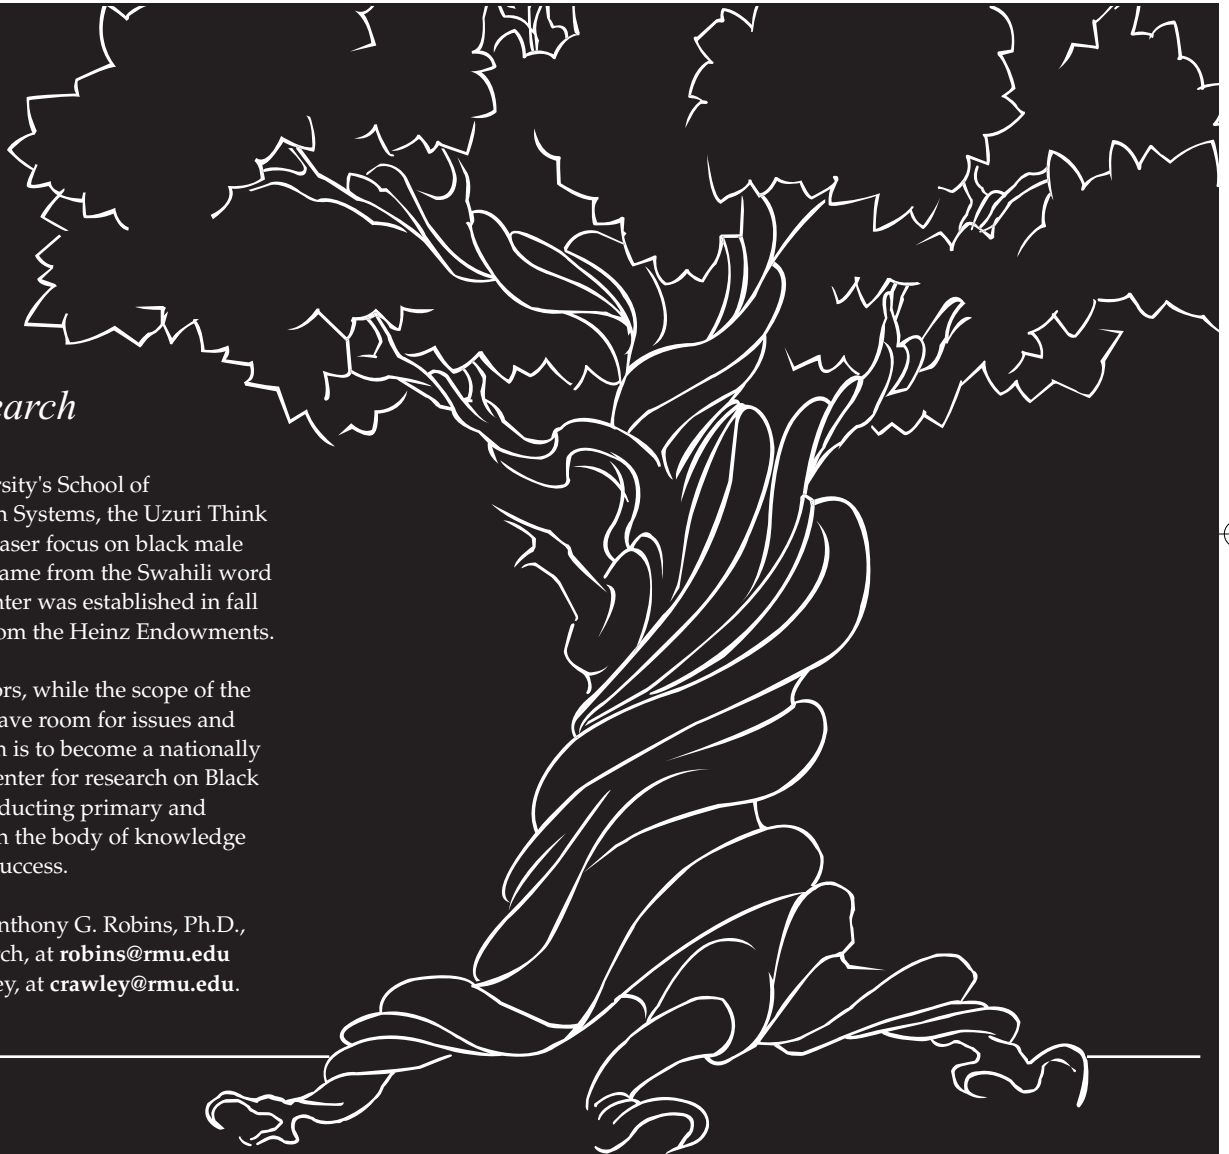 earch
rsity's School of
n Systems, the Uzuri Think
aser focus on black male
ame from the Swahili word
nter was established in fall
om the Heinz Endowments.
ors, while the scope of the
ave room for issues and
n is to become a nationally
enter for research on Black
ducting primary and
n the body of knowledge
uccess.
nthony G. Robins, Ph.D.,
rch, at robins@rmu.edu
ey, at crawley@rmu.edu.